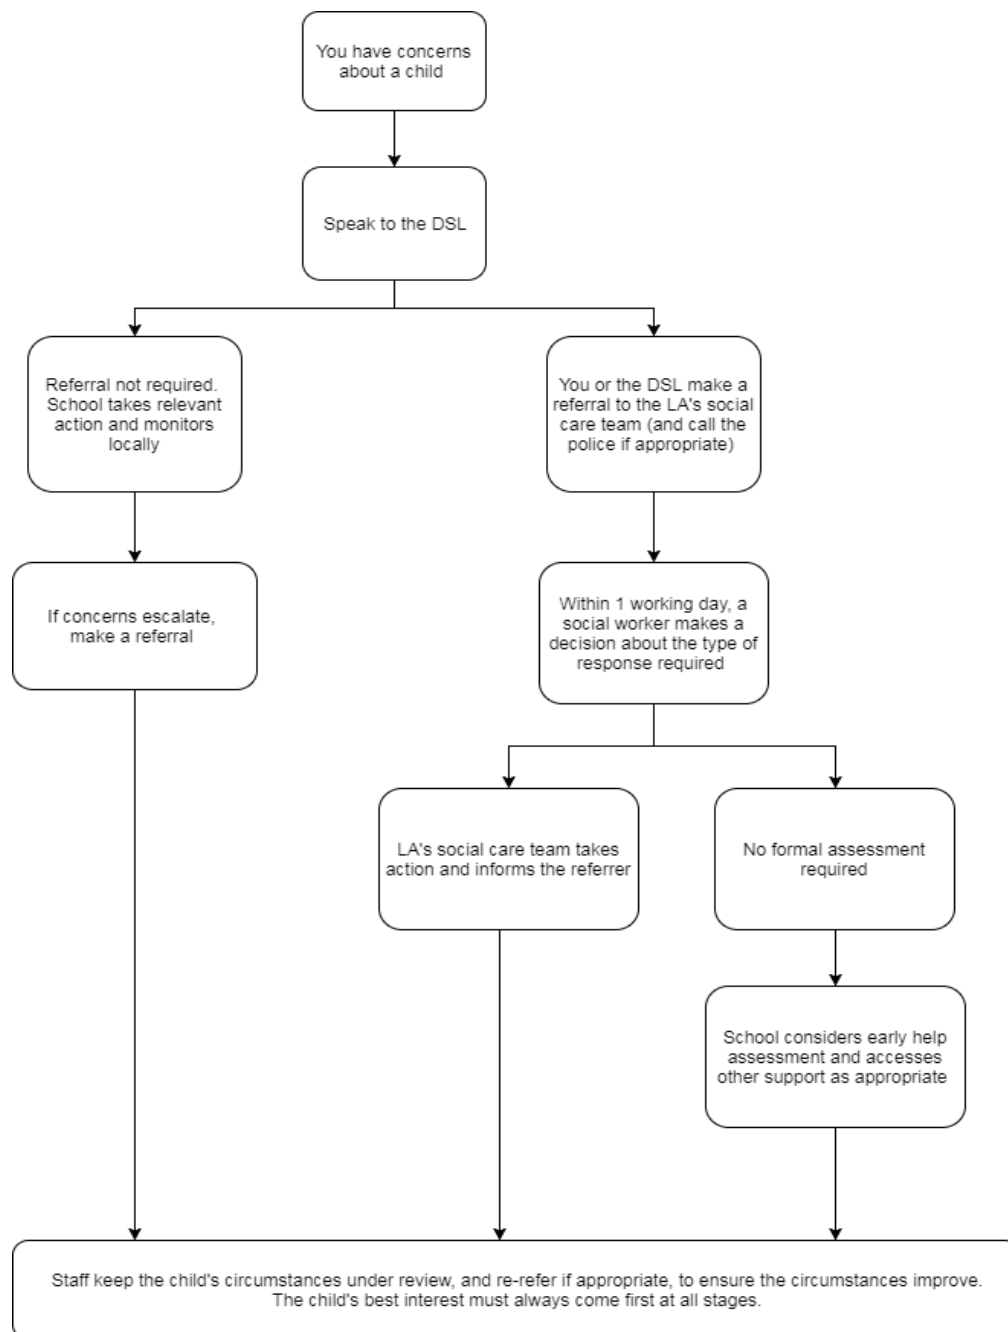 You have concerns
about a child
Speak to the DSL
Referral not required.
School takes relevant
action and monitors
locally
You or the DSL make a
referral to the LA's social
care team (and call the
police if appropriate)
If concerns escalate,
make a referral
Within 1 working day, a
social worker makes a
decision about the type of
response required
LA's social care team takes
action and informs the referrer
No formal assessment
required
School considers early help
assessment and accesses
other support as appropriate
Staff keep the child's circumstances under review, and re-refer if appropriate, to ensure the circumstances improve.
The child's best interest must always come first at all stages.